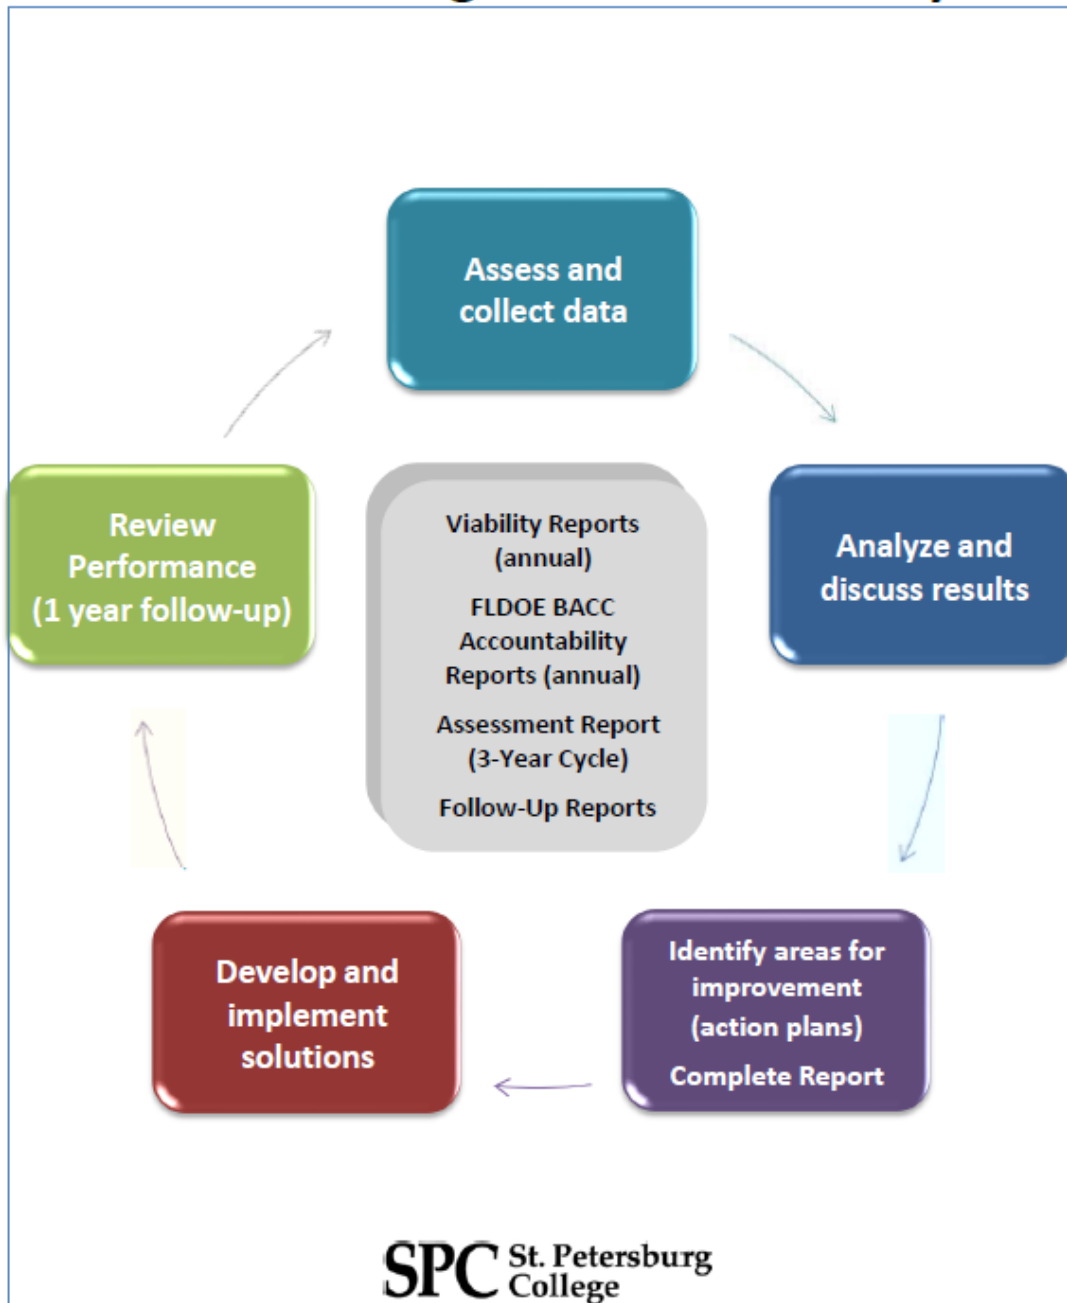 Assess and
collect data
Review
Performance
(1 year follow-up)
Viability Reports
(annual)
FLDOE BACC
Accountability
Reports (annual)
Assessment Report
(3-Year Cycle)
Follow-Up Reports
Analyze and
discuss results
Develop and
implement
solutions
Identify areas for
improvement
(action plans)
Complete Report
SPC St. Petersburg
College